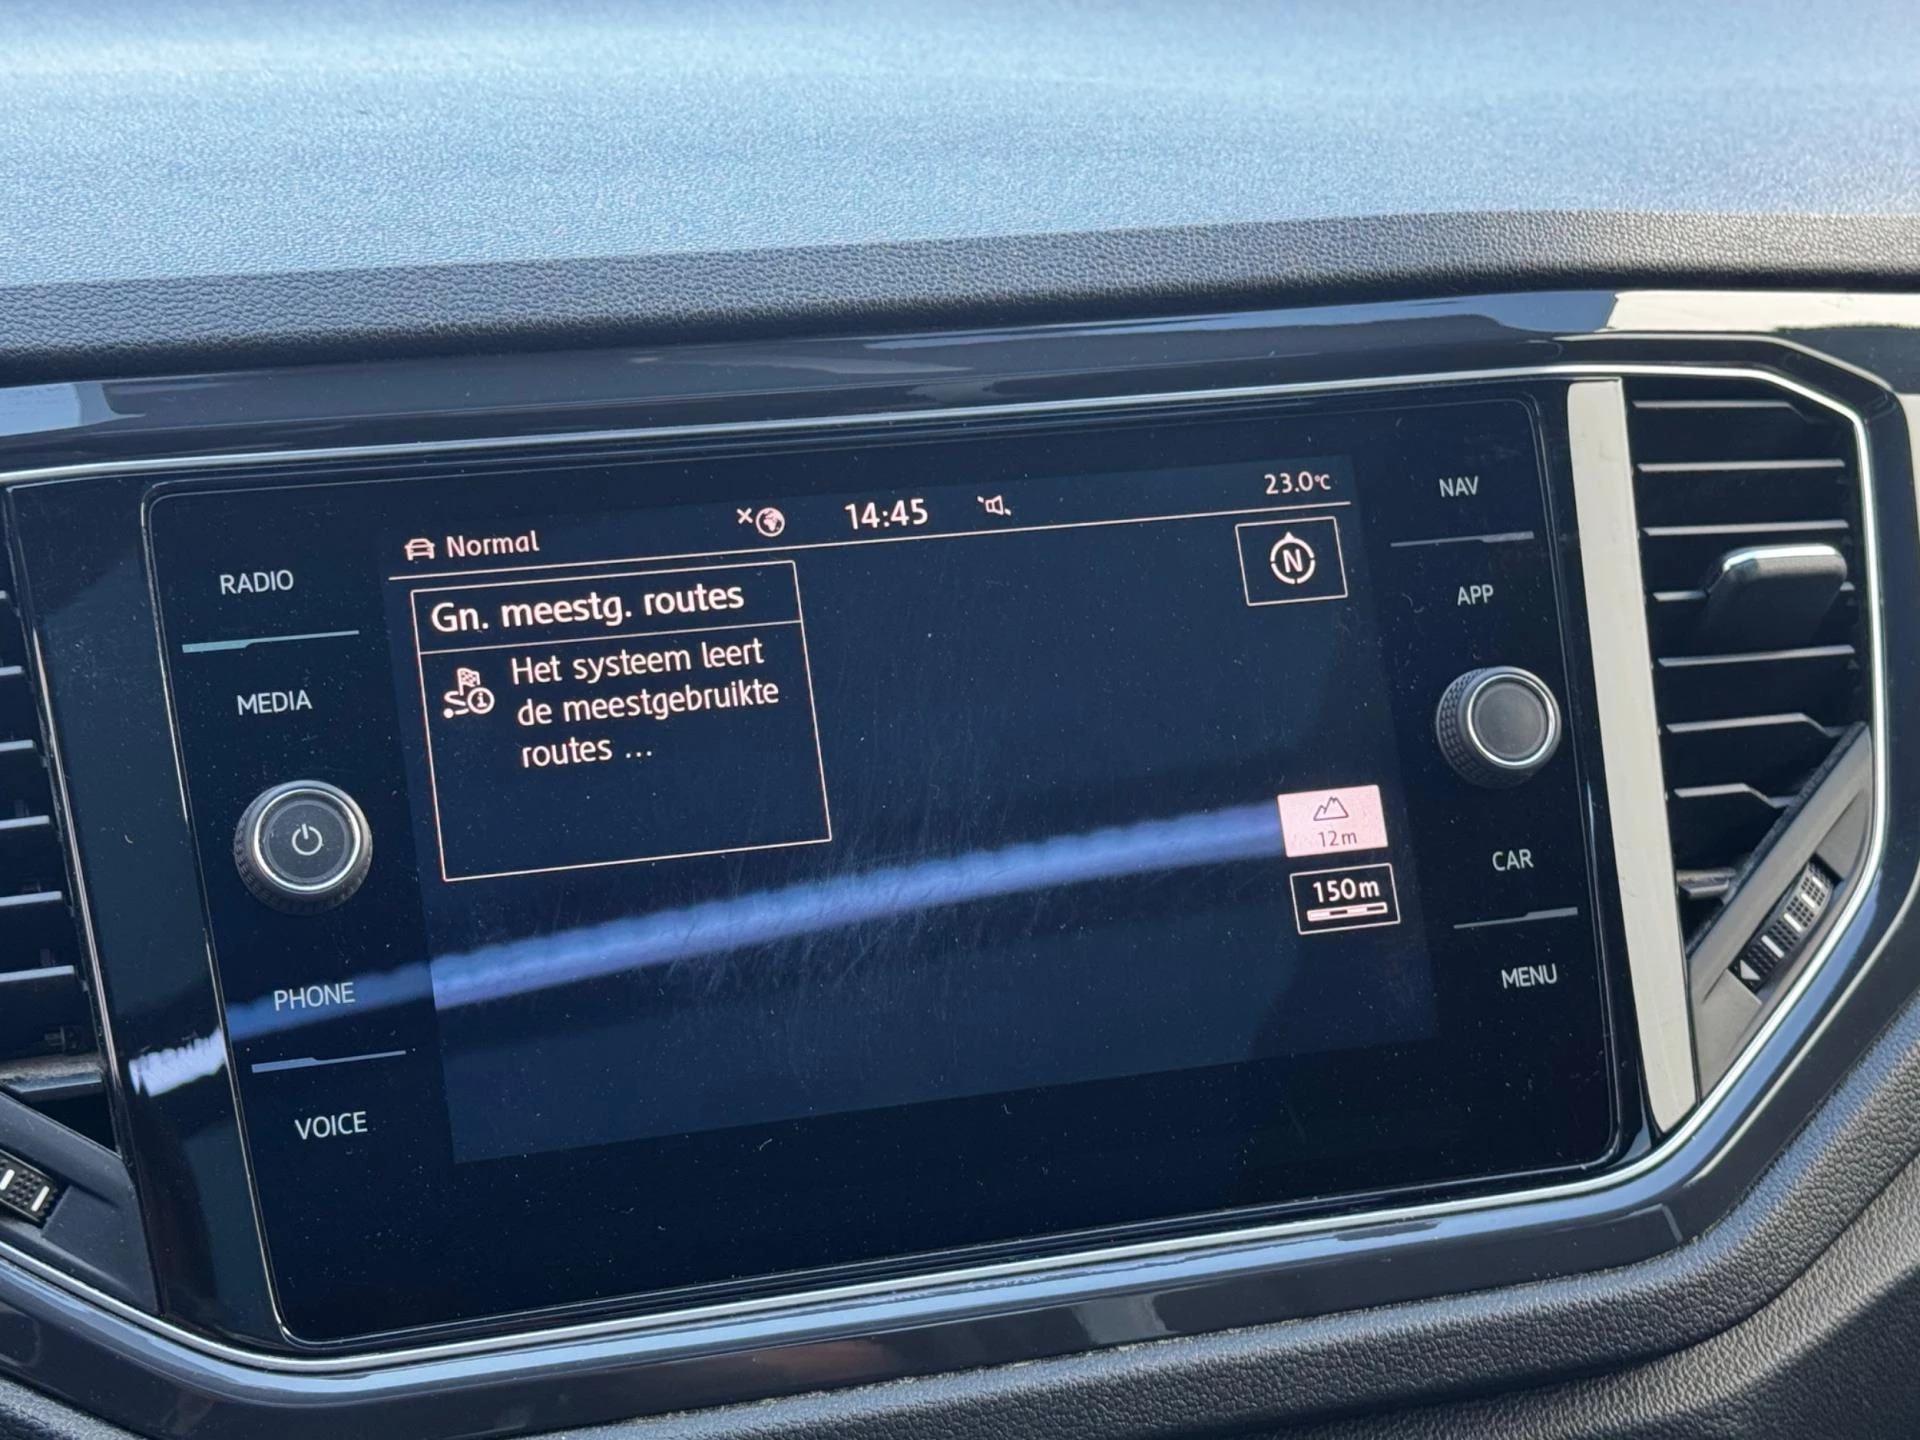 Normal
14:45
23.0°C
Gn. meestg. routes
Het systeem leert
de meestgebruikte
routes ...
N
12m
150m
RADIO
MEDIA
PHONE
VOICE
NAV
APP
CAR
MENU